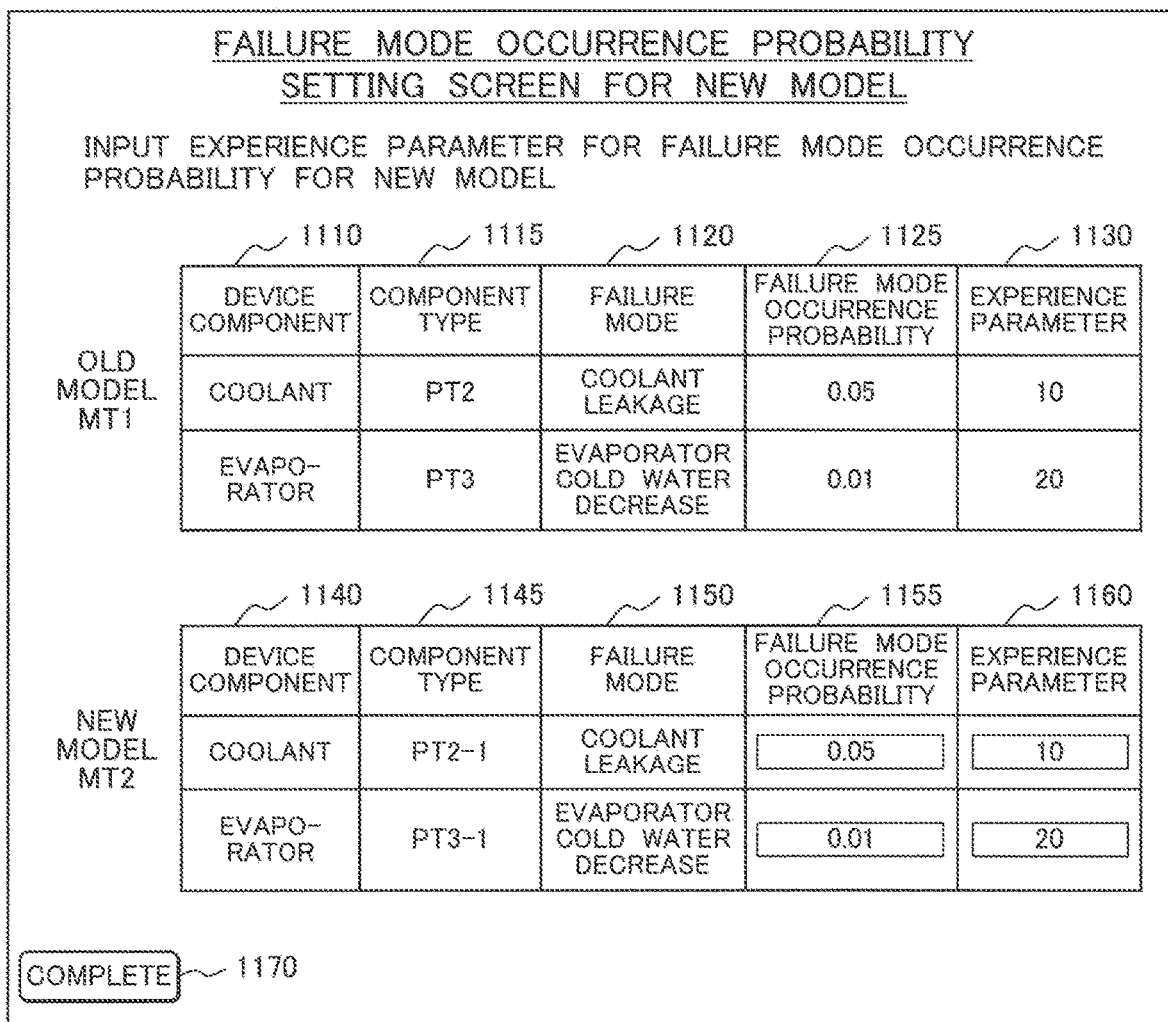 FAILURE MODE OCCURRENCE PROBABILITY
SETTING SCREEN FOR NEW MODEL
INPUT EXPERIENCE PARAMETER FOR FAILURE MODE OCCURRENCE
PROBABILITY FOR NEW MODEL
1110 1115 1120 1125 1130
OLD
MODEL
MT1
DEVICE
COMPONENT
COMPONENT
TYPE
FAILURE
MODE
FAILURE MODE
OCCURRENCE
PROBABILITY
EXPERIENCE
PARAMETER
COOLANT
PT2
COOLANT
LEAKAGE
0.05
10
EVAPO-
RATOR
PT3
EVAPORATOR
COLD WATER
DECREASE
0.01
20
1140 1145 1150 1155 1160
NEW
MODEL
MT2
DEVICE
COMPONENT
COMPONENT
TYPE
FAILURE
MODE
FAILURE MODE
OCCURRENCE
PROBABILITY
EXPERIENCE
PARAMETER
COOLANT
PT2-1
COOLANT
LEAKAGE
0.05
10
EVAPO-
RATOR
PT3-1
EVAPORATOR
COLD WATER
DECREASE
0.01
20
COMPLETE 1170